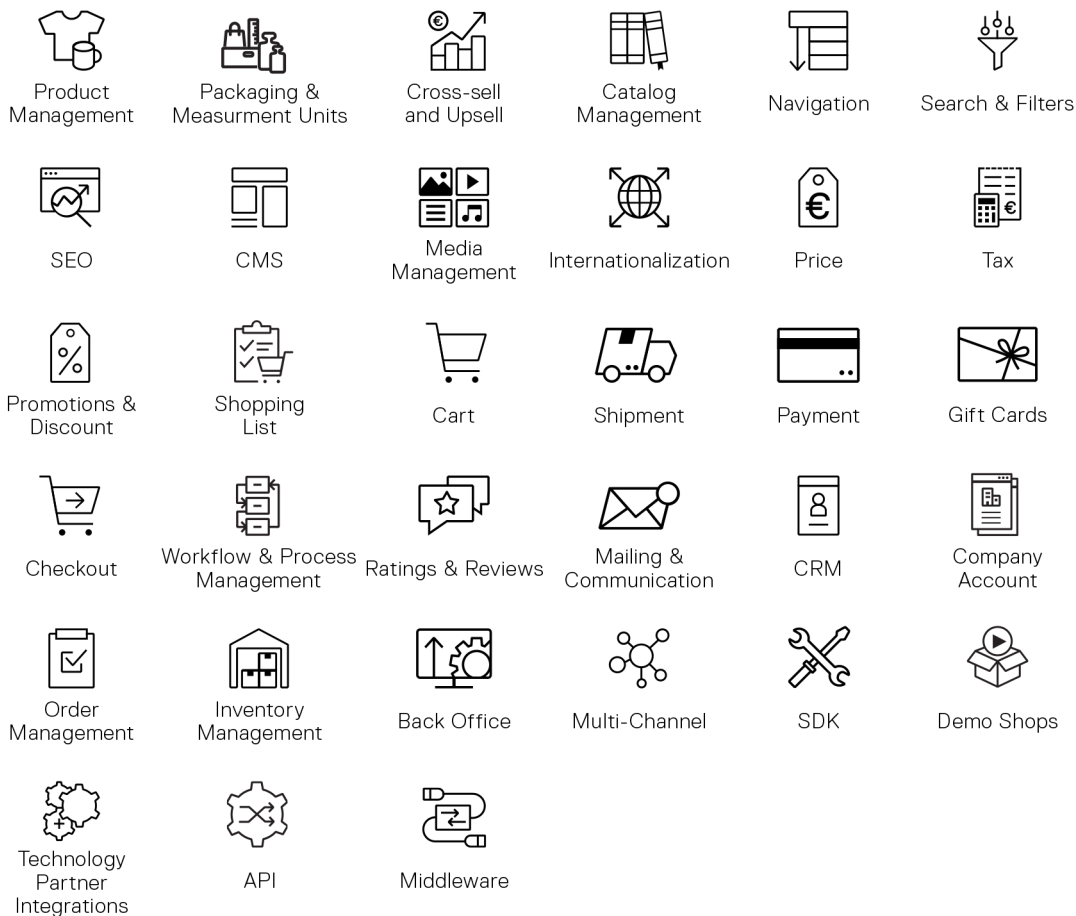 Product
Management
Packaging &
Measurment Units
Cross-sell
and Upsell
Catalog
Management
Navigation
Search & Filters
SEO
CMS
Media
Management
Internationalization
€
Price
€
Tax
%
Promotions &
Discount
Shopping
List
Cart
Shipment
Payment
Gift Cards
Checkout
Workflow & Process
Management
Ratings & Reviews
Mailing &
Communication
CRM
Company
Account
Order
Management
Inventory
Management
Back Office
Multi-Channel
SDK
Demo Shops
Technology
Partner
Integrations
API
Middleware